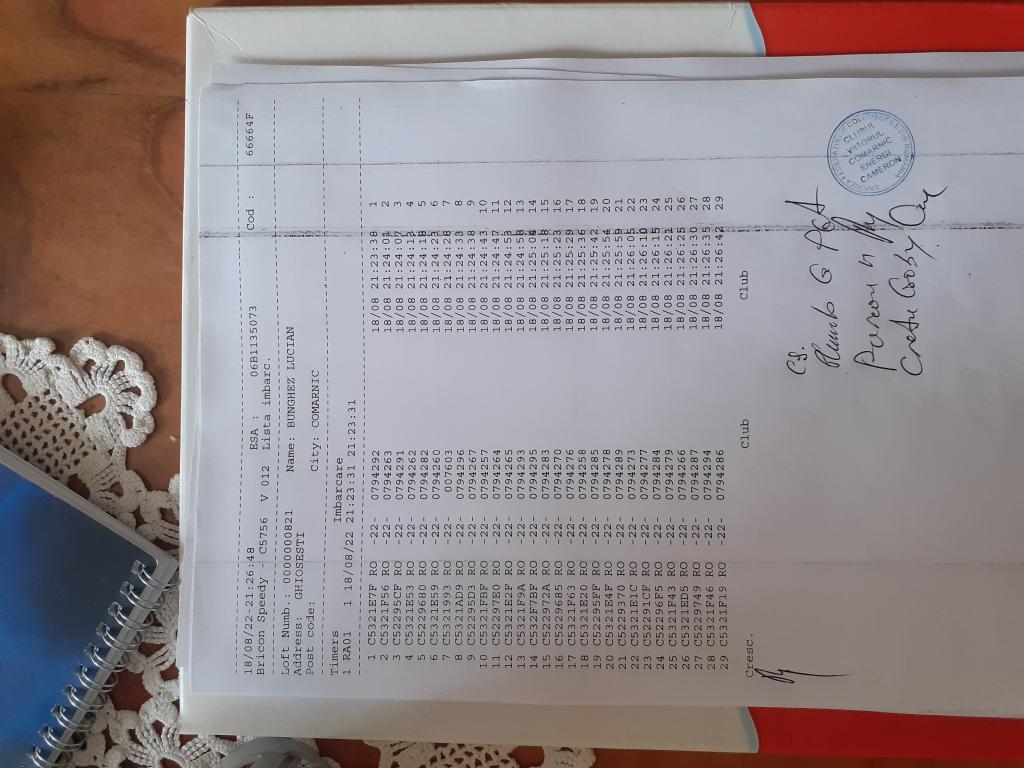 18/08/22-21:26:48 ESA : 06B1135073 Cod : 66664F
Bricon Speedy - C5756 V 012 Lista imbarc.
Loft Numb.: 0000000821 Name: BUNGHEZ LUCIAN
Address: GHIOSESTI
Post code: City: COMARNIC
Timers Imbarcare
1 RA01 1 18/08/22 21:23:31 21:23:31
1 C5321E7F RO -22- 0794292 18/08 21:23:38 1
2 C5321F56 RO -22- 0794263 18/08 21:24:01 2
3 C52295CF RO -22- 0794291 18/08 21:24:07 3
4 C5321E53 RO -22- 0794262 18/08 21:24:13 4
5 C5229680 RO -22- 0794282 18/08 21:24:18 5
6 C5321E59 RO -22- 0794260 18/08 21:24:25 6
7 C5321993 RO -22- 007403 18/08 21:24:28 7
8 C5321AD9 RO -22- 0794296 18/08 21:24:33 8
9 C52295D3 RO -22- 0794267 18/08 21:24:38 9
10 C5321FBF RO -22- 0794257 18/08 21:24:43 10
11 C52297E0 RO -22- 0794264 18/08 21:24:47 11
12 C5321E2F RO -22- 0794265 18/08 21:24:53 12
13 C5321F9A RO -22- 0794293 18/08 21:24:58 13
14 C532F7BF RO -22- 0794295 18/08 21:25:04 14
15 C522972A RO -22- 0794283 18/08 21:25:18 15
16 C5229685 RO -22- 0794270 18/08 21:25:23 16
17 C5321F63 RO -22- 0794276 18/08 21:25:29 17
18 C5321E2D RO -22- 0794258 18/08 21:25:36 18
19 C52295FF RO -22- 0794285 18/08 21:25:42 19
20 C5321E4F RO -22- 0794278 18/08 21:25:54 20
21 C5229370 RO -22- 0794289 18/08 21:25:59 21
22 C5321E1C RO -22- 0794273 18/08 21:26:05 22
23 C52291CF RO -22- 0794277 18/08 21:26:10 23
24 C52296F5 RO -22- 0794284 18/08 21:26:15 24
25 C5321F43 RO -22- 0794279 18/08 21:26:21 25
26 C5321ED5 RO -22- 0794266 18/08 21:26:25 26
27 C5229749 RO -22- 0794287 18/08 21:26:30 27
28 C5321F46 RO -22- 0794294 18/08 21:26:35 28
29 C5321F19 RO -22- 0794286 18/08 21:26:42 29
Cresc. Club Club
CLUBUL
VIITORUL
COMARNIC
ENERGI
CAMERON